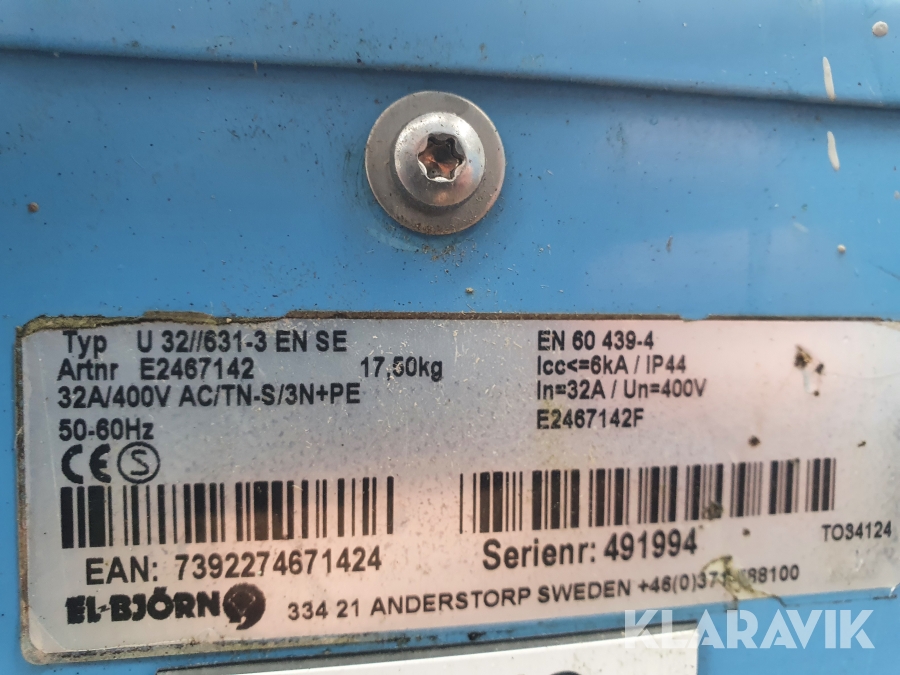 Typ U 32//631-3 EN SE
Artnr E2467142 17,50kg
32A/400V AC/TN-S/3N+PE
50-60Hz
CE S
EN 60 439-4
Icc<=6kA / IP44
In=32A / Un=400V
E2467142F
EAN: 7392274671424
Serienr: 491994
TO34124
EL-BJÖRN
334 21 ANDERSTORP SWEDEN
KLARAVIK